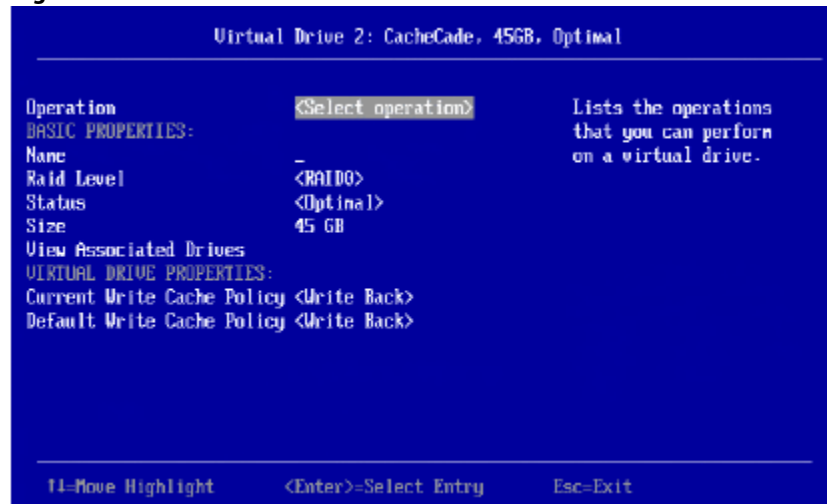 Virtual Drive 2: CacheCade, 45GB, Optimal
Operation <Select operation> Lists the operations
BASIC PROPERTIES: that you can perform
Name _ on a virtual drive.
Raid Level <RAID0>
Status <Optimal>
Size 45 GB
View Associated Drives
VIRTUAL DRIVE PROPERTIES:
Current Write Cache Policy <Write Back>
Default Write Cache Policy <Write Back>
↑↓=Move Highlight <Enter>=Select Entry Esc=Exit